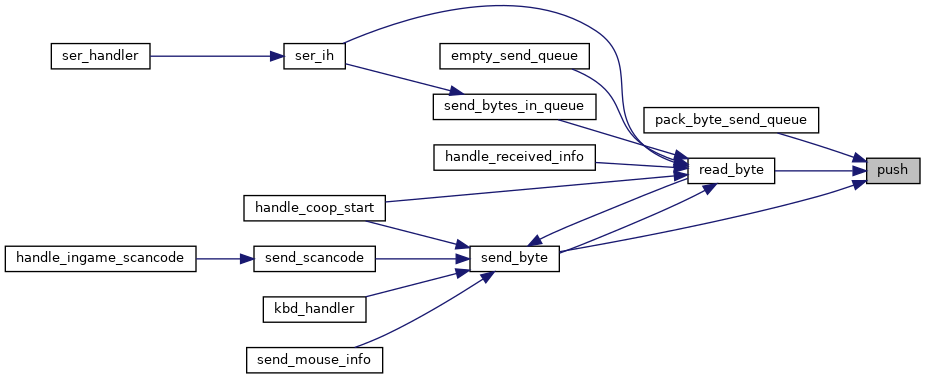 ser_handler
ser_ih
empty_send_queue
send_bytes_in_queue
pack_byte_send_queue
handle_received_info
read_byte
push
handle_coop_start
handle_ingame_scancode
send_scancode
send_byte
kbd_handler
send_mouse_info